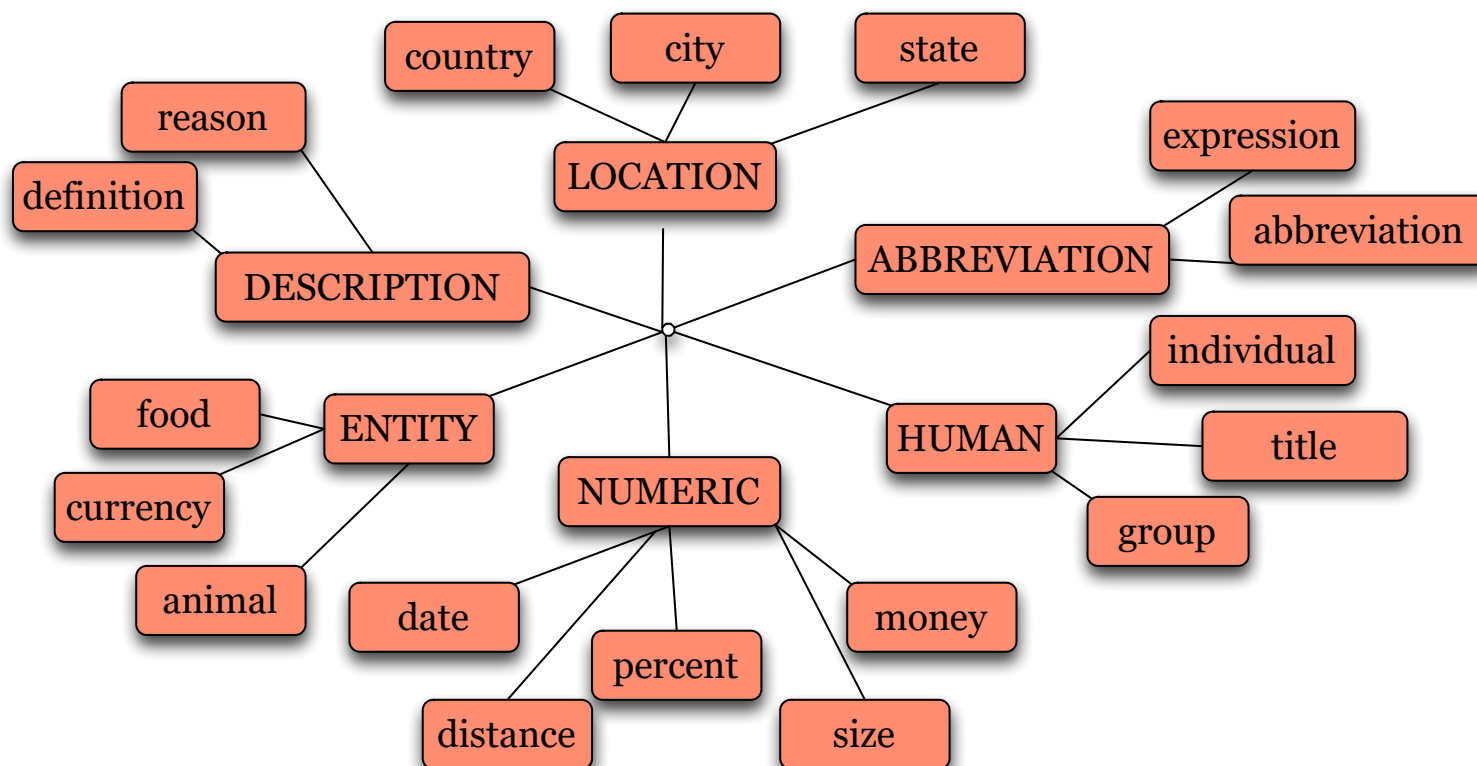 country
city
state
reason
expression
LOCATION
definition
abbreviation
ABBREVIATION
DESCRIPTION
individual
food
ENTITY
HUMAN
title
currency
NUMERIC
group
animal
date
money
percent
distance
size